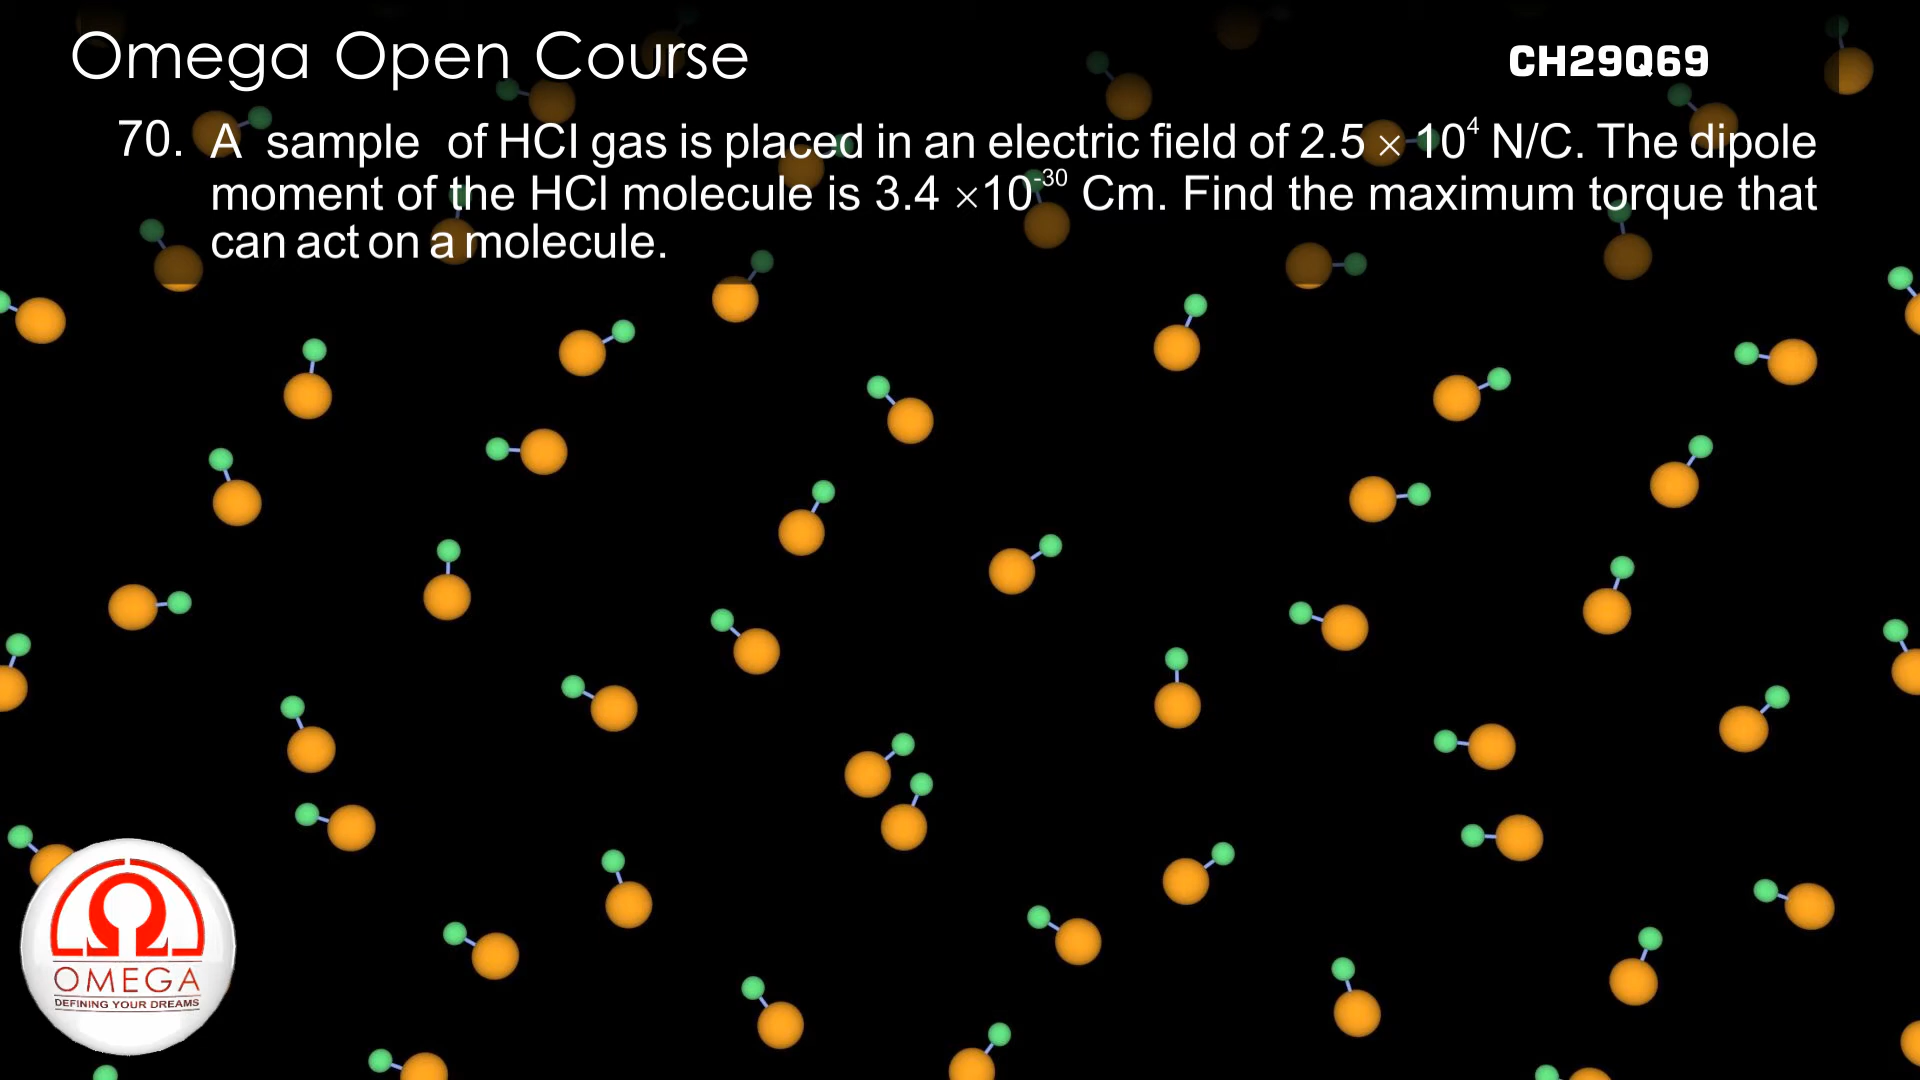 Omega Open Course
CH29Q69
70. A sample of HCl gas is placed in an electric field of 2.5 × 10⁴ N/C. The dipole
moment of the HCl molecule is 3.4 ×10⁻³⁰ Cm. Find the maximum torque that
can act on a molecule.
OMEGA
DEFINING YOUR DREAMS